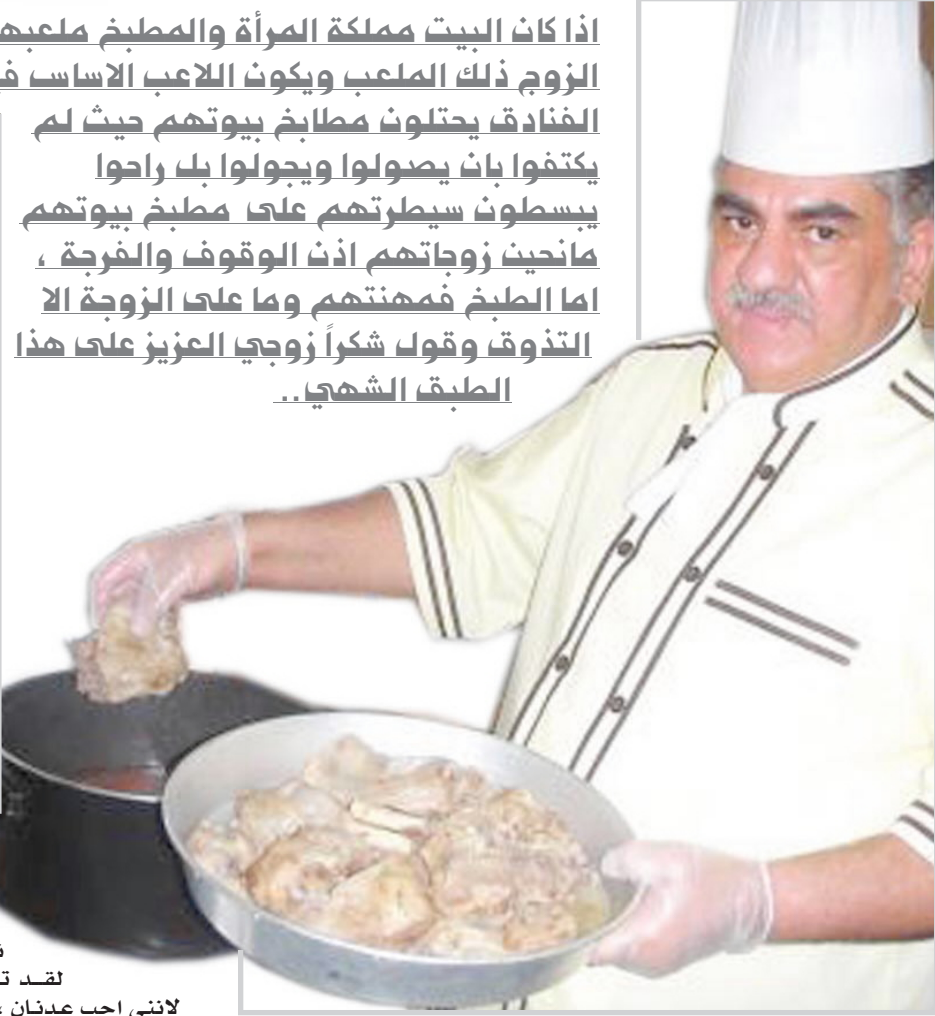 اذا كان البيت مملكة المرأة والمطبخ ملعبه
الزوج ذلك الملعب ويكون اللاعب الاساس
الفنادق يحتلون مطابخ بيوتهم حيث لم
يكتفوا بان يصولوا ويجولوا بل راحوا
يبسطون سيطرتهم على مطبخ بيوتهم
مانحين زوجاتهم اذن الوقوف والفرجة ،
اما الطبخ فمهنتهم وما على الزوجة الا
التذوق وقول شكراً زوجي العزيز على هذا
الطبق الشهي..
لقد
لانني احب عدنان ،